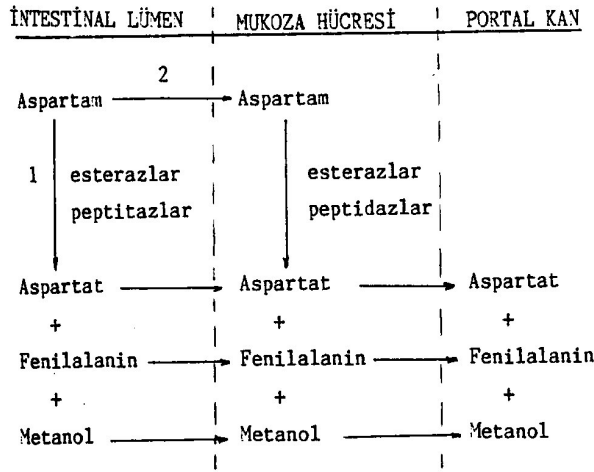 İNTESTİNAL LÜMEN MUKOZA HÜCRESİ PORTAL KAN
2
Aspartam Aspartam
1 esterazlar esterazlar
peptitazlar peptidazlar
Aspartat Aspartat Aspartat
+ + +
Fenilalanin Fenilalanin Fenilalanin
+ + +
Metanol Metanol Metanol